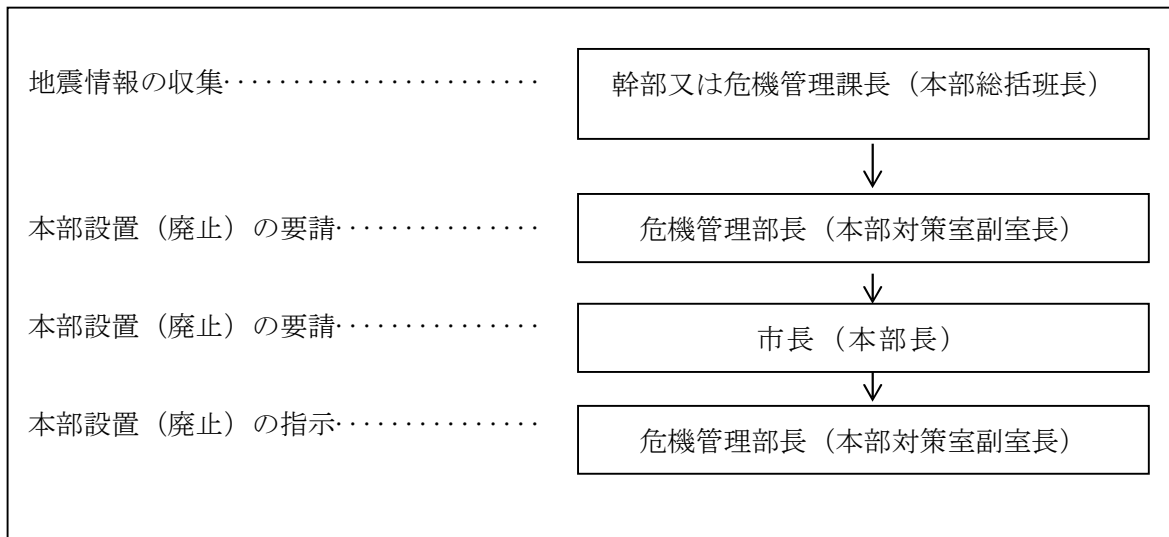 地震情報の収集・・・・・・・・・・・・・・・・・・・・・・・
幹部又は危機管理課長（本部総括班長）
本部設置（廃止）の要請・・・・・・・・・・・・・・・
危機管理部長（本部対策室副室長）
本部設置（廃止）の要請・・・・・・・・・・・・・・・
市長（本部長）
本部設置（廃止）の指示・・・・・・・・・・・・・・・
危機管理部長（本部対策室副室長）